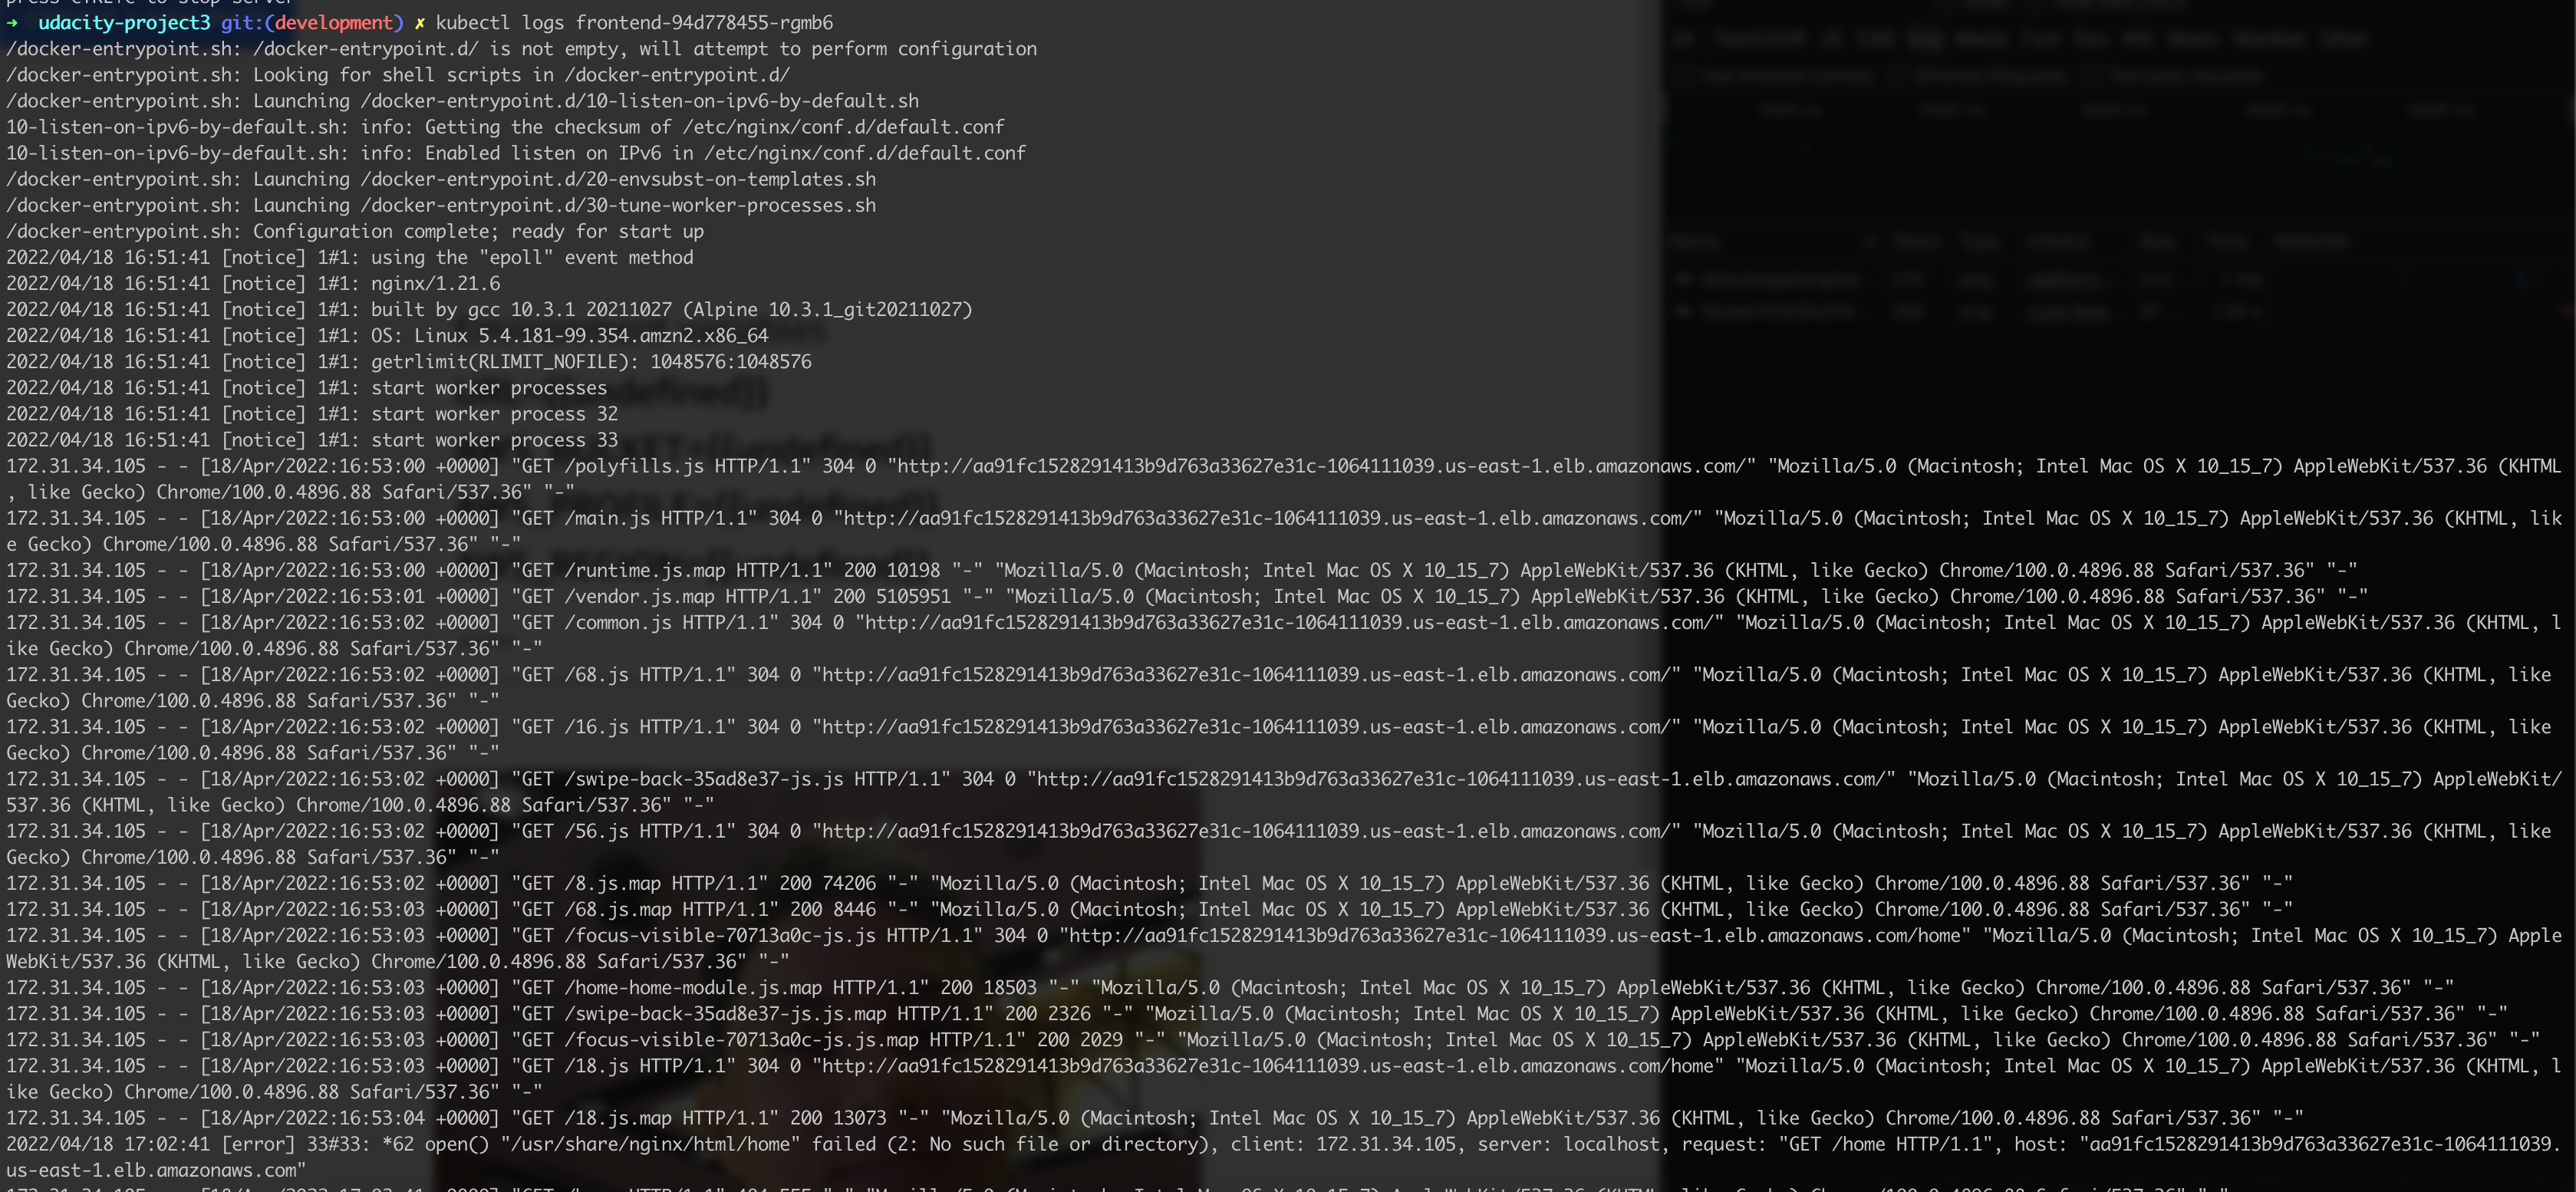 press CTRL+C to stop server
➜  udacity-project3 git:(development) ✗ kubectl logs frontend-94d778455-rgmb6
/docker-entrypoint.sh: /docker-entrypoint.d/ is not empty, will attempt to perform configuration
/docker-entrypoint.sh: Looking for shell scripts in /docker-entrypoint.d/
/docker-entrypoint.sh: Launching /docker-entrypoint.d/10-listen-on-ipv6-by-default.sh
10-listen-on-ipv6-by-default.sh: info: Getting the checksum of /etc/nginx/conf.d/default.conf
10-listen-on-ipv6-by-default.sh: info: Enabled listen on IPv6 in /etc/nginx/conf.d/default.conf
/docker-entrypoint.sh: Launching /docker-entrypoint.d/20-envsubst-on-templates.sh
/docker-entrypoint.sh: Launching /docker-entrypoint.d/30-tune-worker-processes.sh
/docker-entrypoint.sh: Configuration complete; ready for start up
2022/04/18 16:51:41 [notice] 1#1: using the "epoll" event method
2022/04/18 16:51:41 [notice] 1#1: nginx/1.21.6
2022/04/18 16:51:41 [notice] 1#1: built by gcc 10.3.1 20211027 (Alpine 10.3.1_git20211027)
2022/04/18 16:51:41 [notice] 1#1: OS: Linux 5.4.181-99.354.amzn2.x86_64
2022/04/18 16:51:41 [notice] 1#1: getrlimit(RLIMIT_NOFILE): 1048576:1048576
2022/04/18 16:51:41 [notice] 1#1: start worker processes
2022/04/18 16:51:41 [notice] 1#1: start worker process 32
2022/04/18 16:51:41 [notice] 1#1: start worker process 33
172.31.34.105 - - [18/Apr/2022:16:53:00 +0000] "GET /polyfills.js HTTP/1.1" 304 0 "http://aa91fc1528291413b9d763a33627e31c-1064111039.us-east-1.elb.amazonaws.com/" "Mozilla/5.0 (Macintosh; Intel Mac OS X 10_15_7) AppleWebKit/537.36 (KHTML
, like Gecko) Chrome/100.0.4896.88 Safari/537.36" "-"
172.31.34.105 - - [18/Apr/2022:16:53:00 +0000] "GET /main.js HTTP/1.1" 304 0 "http://aa91fc1528291413b9d763a33627e31c-1064111039.us-east-1.elb.amazonaws.com/" "Mozilla/5.0 (Macintosh; Intel Mac OS X 10_15_7) AppleWebKit/537.36 (KHTML, lik
e Gecko) Chrome/100.0.4896.88 Safari/537.36" "-"
172.31.34.105 - - [18/Apr/2022:16:53:00 +0000] "GET /runtime.js.map HTTP/1.1" 200 10198 "-" "Mozilla/5.0 (Macintosh; Intel Mac OS X 10_15_7) AppleWebKit/537.36 (KHTML, like Gecko) Chrome/100.0.4896.88 Safari/537.36" "-"
172.31.34.105 - - [18/Apr/2022:16:53:01 +0000] "GET /vendor.js.map HTTP/1.1" 200 5105951 "-" "Mozilla/5.0 (Macintosh; Intel Mac OS X 10_15_7) AppleWebKit/537.36 (KHTML, like Gecko) Chrome/100.0.4896.88 Safari/537.36" "-"
172.31.34.105 - - [18/Apr/2022:16:53:02 +0000] "GET /common.js HTTP/1.1" 304 0 "http://aa91fc1528291413b9d763a33627e31c-1064111039.us-east-1.elb.amazonaws.com/" "Mozilla/5.0 (Macintosh; Intel Mac OS X 10_15_7) AppleWebKit/537.36 (KHTML, l
ike Gecko) Chrome/100.0.4896.88 Safari/537.36" "-"
172.31.34.105 - - [18/Apr/2022:16:53:02 +0000] "GET /68.js HTTP/1.1" 304 0 "http://aa91fc1528291413b9d763a33627e31c-1064111039.us-east-1.elb.amazonaws.com/" "Mozilla/5.0 (Macintosh; Intel Mac OS X 10_15_7) AppleWebKit/537.36 (KHTML, like
Gecko) Chrome/100.0.4896.88 Safari/537.36" "-"
172.31.34.105 - - [18/Apr/2022:16:53:02 +0000] "GET /16.js HTTP/1.1" 304 0 "http://aa91fc1528291413b9d763a33627e31c-1064111039.us-east-1.elb.amazonaws.com/" "Mozilla/5.0 (Macintosh; Intel Mac OS X 10_15_7) AppleWebKit/537.36 (KHTML, like
Gecko) Chrome/100.0.4896.88 Safari/537.36" "-"
172.31.34.105 - - [18/Apr/2022:16:53:02 +0000] "GET /swipe-back-35ad8e37-js.js HTTP/1.1" 304 0 "http://aa91fc1528291413b9d763a33627e31c-1064111039.us-east-1.elb.amazonaws.com/" "Mozilla/5.0 (Macintosh; Intel Mac OS X 10_15_7) AppleWebKit/
537.36 (KHTML, like Gecko) Chrome/100.0.4896.88 Safari/537.36" "-"
172.31.34.105 - - [18/Apr/2022:16:53:02 +0000] "GET /56.js HTTP/1.1" 304 0 "http://aa91fc1528291413b9d763a33627e31c-1064111039.us-east-1.elb.amazonaws.com/" "Mozilla/5.0 (Macintosh; Intel Mac OS X 10_15_7) AppleWebKit/537.36 (KHTML, like
Gecko) Chrome/100.0.4896.88 Safari/537.36" "-"
172.31.34.105 - - [18/Apr/2022:16:53:02 +0000] "GET /8.js.map HTTP/1.1" 200 74206 "-" "Mozilla/5.0 (Macintosh; Intel Mac OS X 10_15_7) AppleWebKit/537.36 (KHTML, like Gecko) Chrome/100.0.4896.88 Safari/537.36" "-"
172.31.34.105 - - [18/Apr/2022:16:53:03 +0000] "GET /68.js.map HTTP/1.1" 200 8446 "-" "Mozilla/5.0 (Macintosh; Intel Mac OS X 10_15_7) AppleWebKit/537.36 (KHTML, like Gecko) Chrome/100.0.4896.88 Safari/537.36" "-"
172.31.34.105 - - [18/Apr/2022:16:53:03 +0000] "GET /focus-visible-70713a0c-js.js HTTP/1.1" 304 0 "http://aa91fc1528291413b9d763a33627e31c-1064111039.us-east-1.elb.amazonaws.com/home" "Mozilla/5.0 (Macintosh; Intel Mac OS X 10_15_7) Apple
WebKit/537.36 (KHTML, like Gecko) Chrome/100.0.4896.88 Safari/537.36" "-"
172.31.34.105 - - [18/Apr/2022:16:53:03 +0000] "GET /home-home-module.js.map HTTP/1.1" 200 18503 "-" "Mozilla/5.0 (Macintosh; Intel Mac OS X 10_15_7) AppleWebKit/537.36 (KHTML, like Gecko) Chrome/100.0.4896.88 Safari/537.36" "-"
172.31.34.105 - - [18/Apr/2022:16:53:03 +0000] "GET /swipe-back-35ad8e37-js.js.map HTTP/1.1" 200 2326 "-" "Mozilla/5.0 (Macintosh; Intel Mac OS X 10_15_7) AppleWebKit/537.36 (KHTML, like Gecko) Chrome/100.0.4896.88 Safari/537.36" "-"
172.31.34.105 - - [18/Apr/2022:16:53:03 +0000] "GET /focus-visible-70713a0c-js.js.map HTTP/1.1" 200 2029 "-" "Mozilla/5.0 (Macintosh; Intel Mac OS X 10_15_7) AppleWebKit/537.36 (KHTML, like Gecko) Chrome/100.0.4896.88 Safari/537.36" "-"
172.31.34.105 - - [18/Apr/2022:16:53:03 +0000] "GET /18.js HTTP/1.1" 304 0 "http://aa91fc1528291413b9d763a33627e31c-1064111039.us-east-1.elb.amazonaws.com/home" "Mozilla/5.0 (Macintosh; Intel Mac OS X 10_15_7) AppleWebKit/537.36 (KHTML, l
ike Gecko) Chrome/100.0.4896.88 Safari/537.36" "-"
172.31.34.105 - - [18/Apr/2022:16:53:04 +0000] "GET /18.js.map HTTP/1.1" 200 13073 "-" "Mozilla/5.0 (Macintosh; Intel Mac OS X 10_15_7) AppleWebKit/537.36 (KHTML, like Gecko) Chrome/100.0.4896.88 Safari/537.36" "-"
2022/04/18 17:02:41 [error] 33#33: *62 open() "/usr/share/nginx/html/home" failed (2: No such file or directory), client: 172.31.34.105, server: localhost, request: "GET /home HTTP/1.1", host: "aa91fc1528291413b9d763a33627e31c-1064111039.
us-east-1.elb.amazonaws.com"